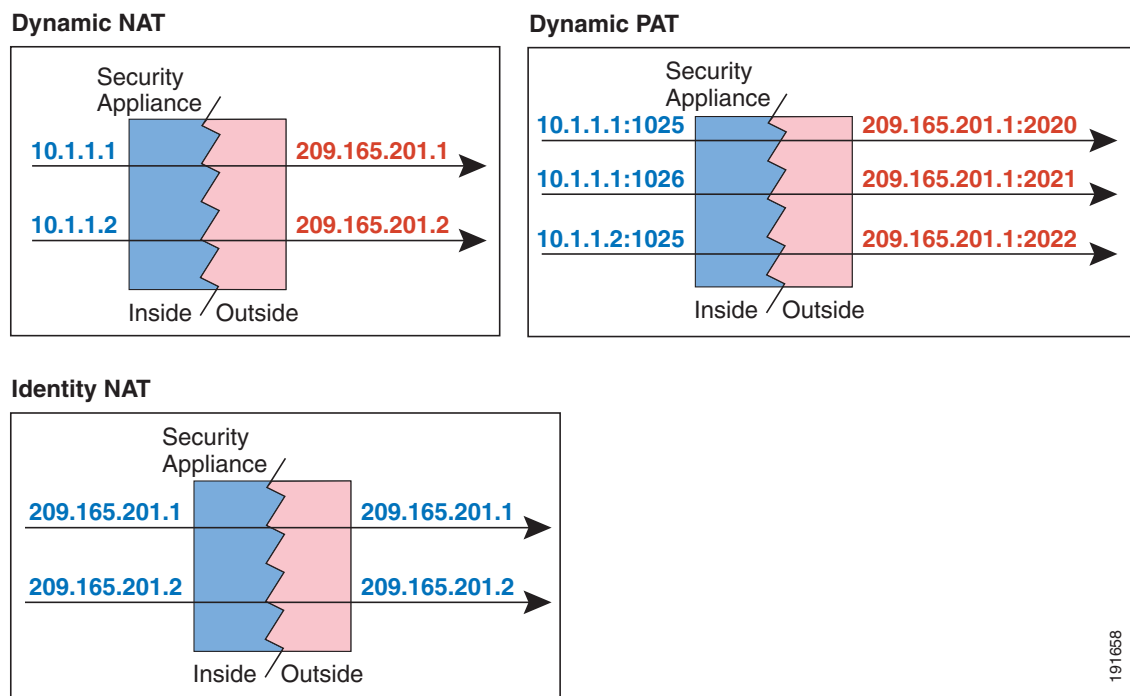 Dynamic NAT
Security
Appliance
10.1.1.1
209.165.201.1
10.1.1.2
209.165.201.2
Inside
Outside
Dynamic PAT
Security
Appliance
10.1.1.1:1025
209.165.201.1:2020
10.1.1.1:1026
209.165.201.1:2021
10.1.1.2:1025
209.165.201.1:2022
Inside
Outside
Identity NAT
Security
Appliance
209.165.201.1
209.165.201.1
209.165.201.2
209.165.201.2
Inside
Outside
191658